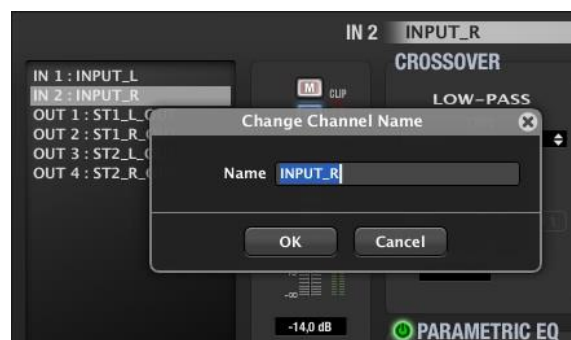 IN 2 INPUT_R
CROSSOVER
IN 1 : INPUT_L
IN 2 : INPUT_R
OUT 1 : ST1_L_
OUT 2 : ST1_R_
OUT 3 : ST2_L_
OUT 4 : ST2_R_
M CLIP
LOW-PASS
Change Channel Name
Name INPUT_R
OK Cancel
-∞
-14,0 dB
PARAMETRIC EQ